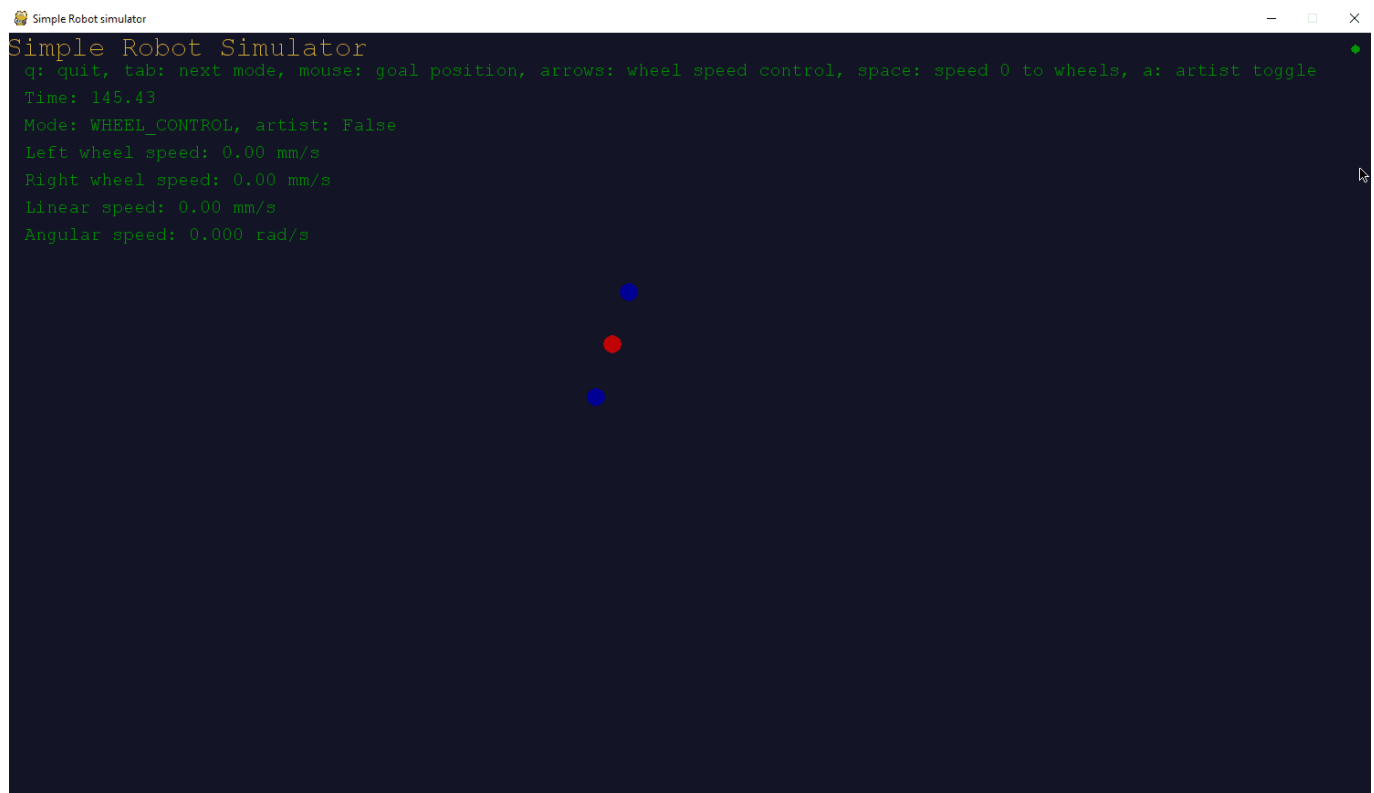 Simple Robot simulator
Simple Robot Simulator
q: quit, tab: next mode, mouse: goal position, arrows: wheel speed control, space: speed 0 to wheels, a: artist toggle
Time: 145.43
Mode: WHEEL_CONTROL, artist: False
Left wheel speed: 0.00 mm/s
Right wheel speed: 0.00 mm/s
Linear speed: 0.00 mm/s
Angular speed: 0.000 rad/s